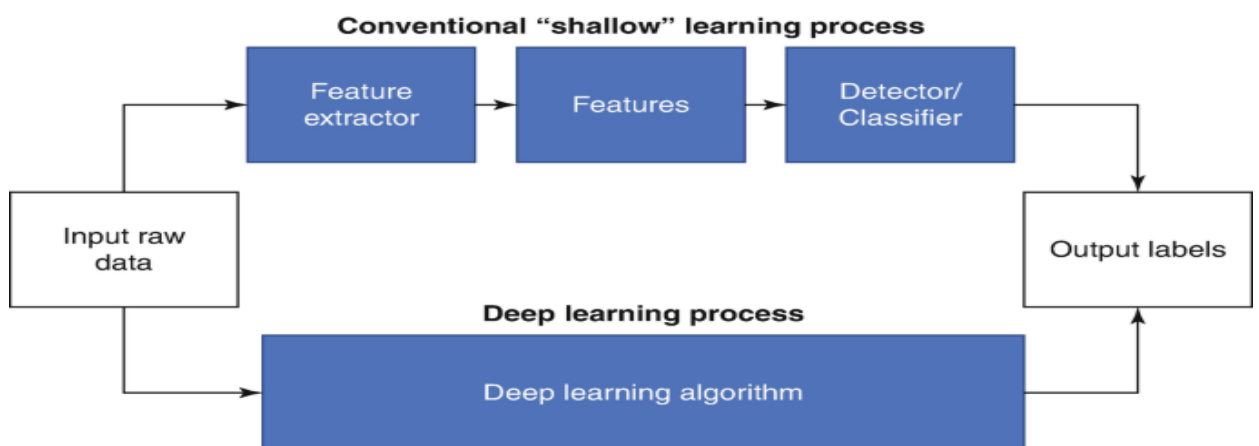 Conventional “shallow” learning process
Feature
extractor
Features
Detector/
Classifier
Input raw
data
Output labels
Deep learning process
Deep learning algorithm